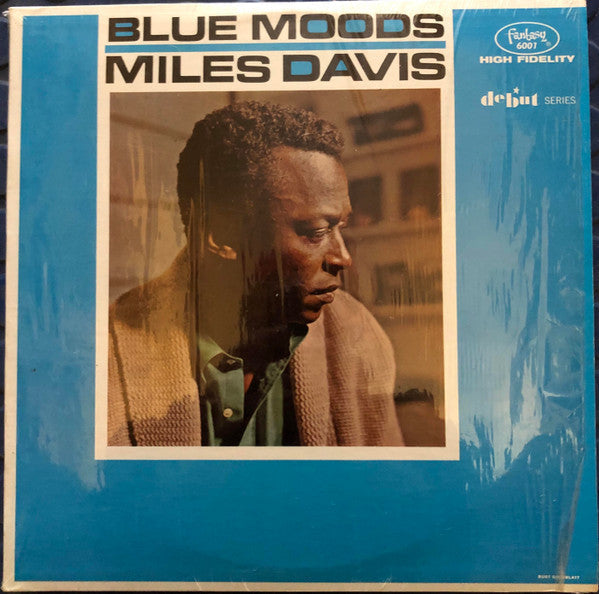 BLUE MOODS
MILES DAVIS
Fantasy
6001
HIGH FIDELITY
debut SERIES